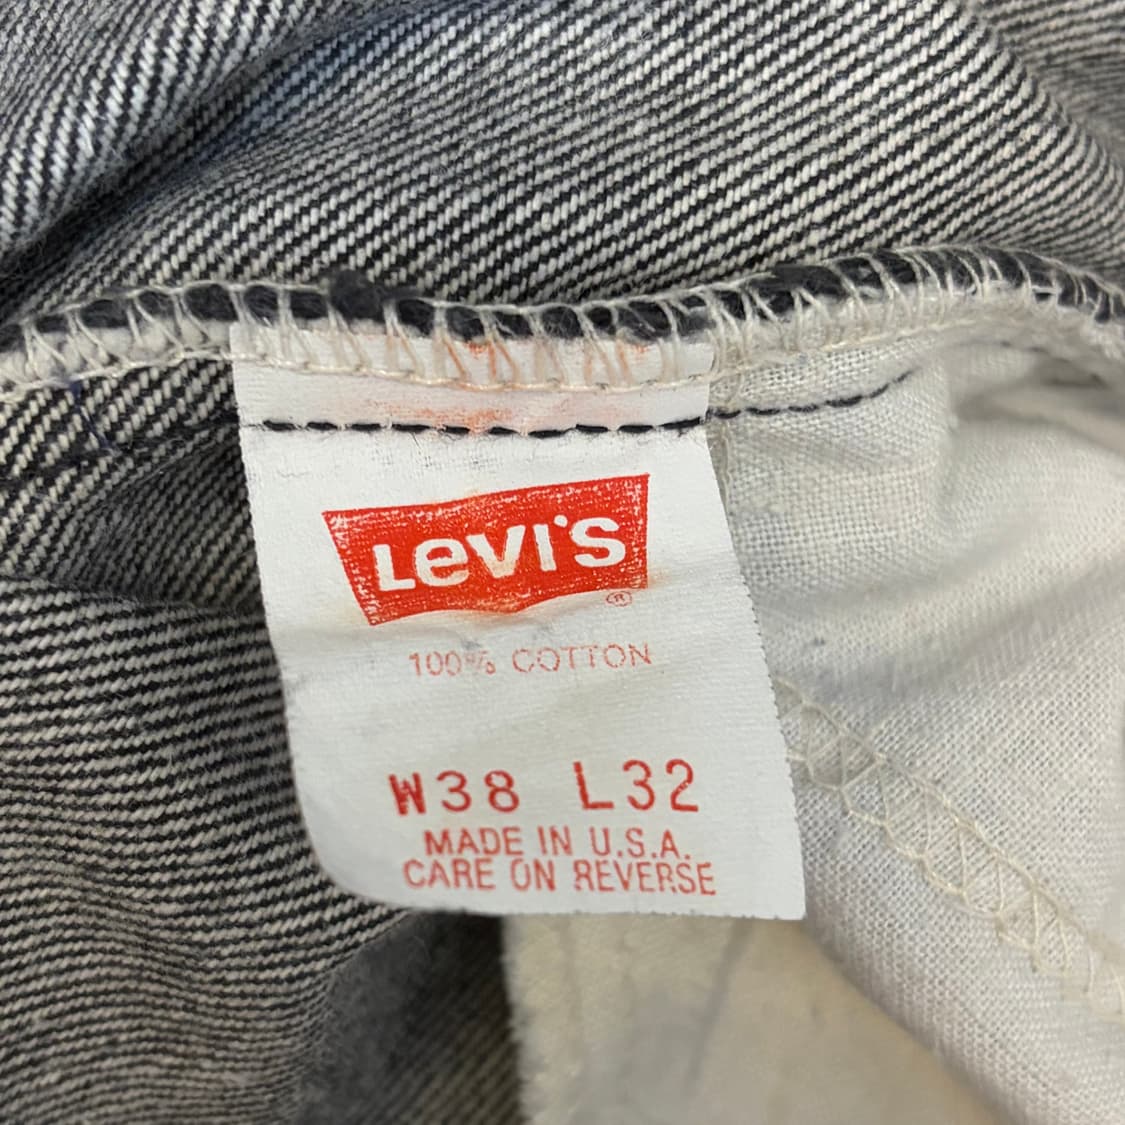 Levi's
®
100% COTTON
W38 L32
MADE IN U.S.A.
CARE ON REVERSE